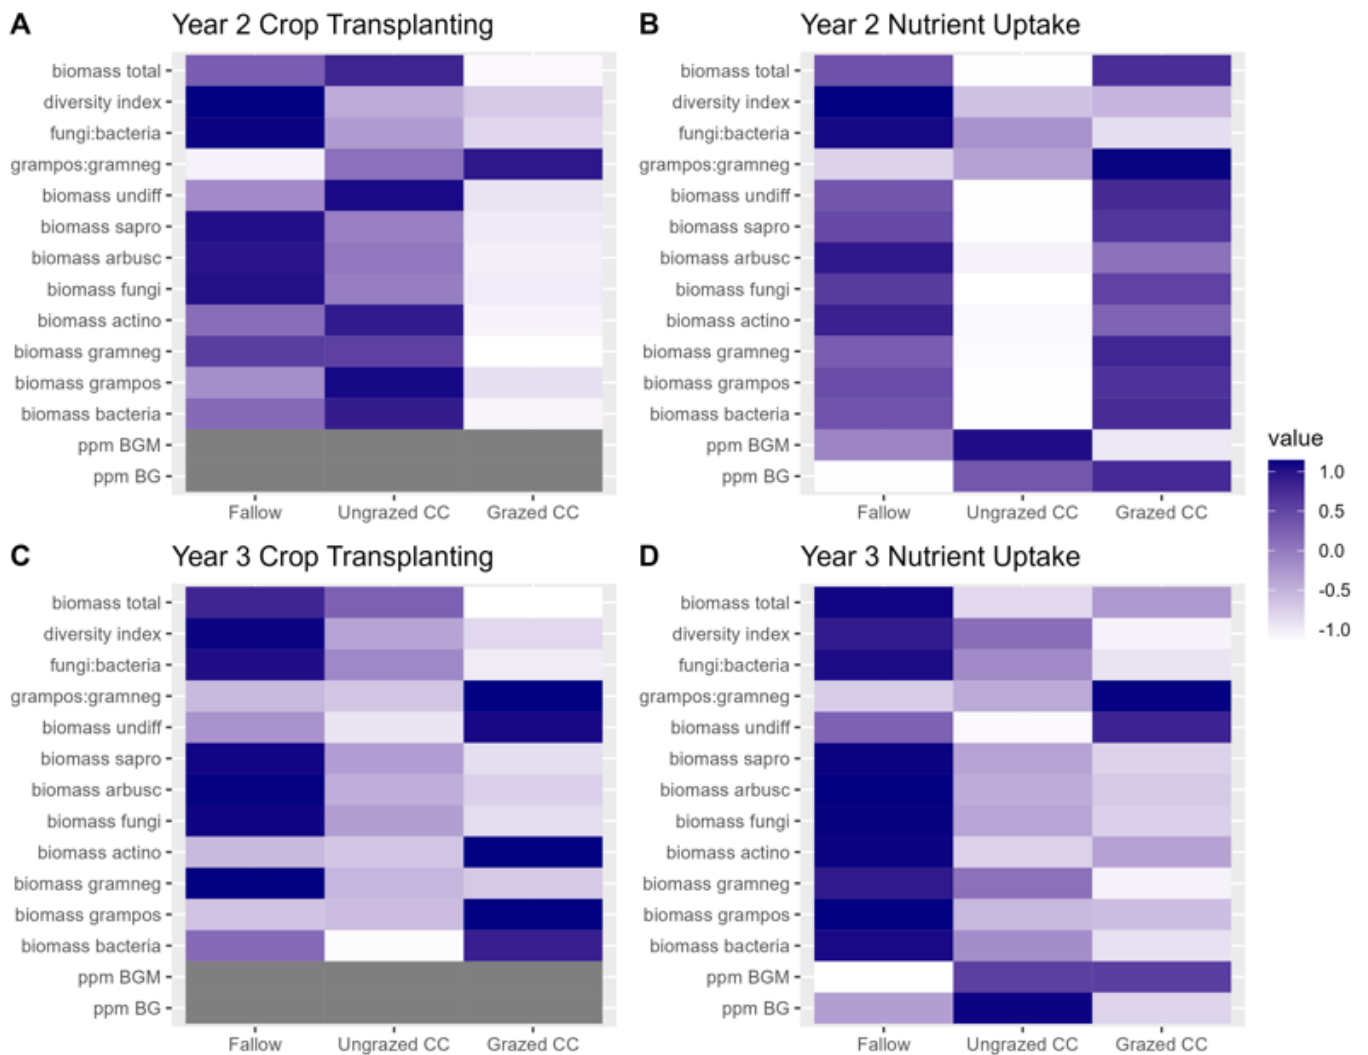 A Year 2 Crop Transplanting
biomass total
diversity index
fungi:bacteria
grampos:gramneg
biomass undiff
biomass sapro
biomass arbusc
biomass fungi
biomass actino
biomass gramneg
biomass grampos
biomass bacteria
ppm BGM
ppm BG
Fallow Ungrazed CC Grazed CC
B Year 2 Nutrient Uptake
biomass total
diversity index
fungi:bacteria
grampos:gramneg
biomass undiff
biomass sapro
biomass arbusc
biomass fungi
biomass actino
biomass gramneg
biomass grampos
biomass bacteria
ppm BGM
ppm BG
Fallow Ungrazed CC Grazed CC
value
1.0
0.5
0.0
-0.5
-1.0
C Year 3 Crop Transplanting
biomass total
diversity index
fungi:bacteria
grampos:gramneg
biomass undiff
biomass sapro
biomass arbusc
biomass fungi
biomass actino
biomass gramneg
biomass grampos
biomass bacteria
ppm BGM
ppm BG
Fallow Ungrazed CC Grazed CC
D Year 3 Nutrient Uptake
biomass total
diversity index
fungi:bacteria
grampos:gramneg
biomass undiff
biomass sapro
biomass arbusc
biomass fungi
biomass actino
biomass gramneg
biomass grampos
biomass bacteria
ppm BGM
ppm BG
Fallow Ungrazed CC Grazed CC